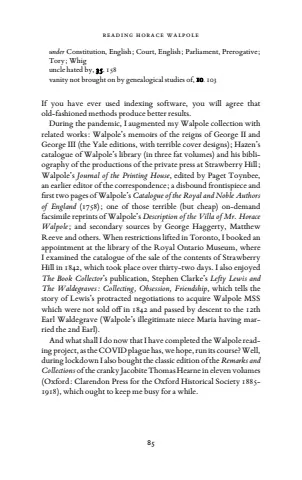 READING HORACE WALPOLE
under Constitution, English; Court, English; Parliament, Prerogative;
Tory; Whig
uncle hated by, 35. 158
vanity not brought on by genealogical studies of, 10. 103
If you have ever used indexing software, you will agree that
old-fashioned methods produce better results.
During the pandemic, I augmented my Walpole collection with
related works: Walpole's memoirs of the reigns of George II and
George III (the Yale editions, with terrible cover designs); Hazen's
catalogue of Walpole's library (in three fat volumes) and his bibli-
ography of the productions of the private press at Strawberry Hill;
Walpole's Journal of the Printing House, edited by Paget Toynbee,
an earlier editor of the correspondence; a disbound frontispiece and
first two pages of Walpole's Catalogue of the Royal and Noble Authors
of England (1758); one of those terrible (but cheap) on-demand
facsimile reprints of Walpole's Description of the Villa of Mr. Horace
Walpole; and secondary sources by George Haggerty, Matthew
Reeve and others. When restrictions lifted in Toronto, I booked an
appointment at the library of the Royal Ontario Museum, where
I examined the catalogue of the sale of the contents of Strawberry
Hill in 1842, which took place over thirty-two days. I also enjoyed
The Book Collector's publication, Stephen Clarke's Lefty Lewis and
The Waldegraves: Collecting, Obsession, Friendship, which tells the
story of Lewis's protracted negotiations to acquire Walpole MSS
which were not sold off in 1842 and passed by descent to the 12th
Earl Waldegrave (Walpole's illegitimate niece Maria having mar-
ried the 2nd Earl).
And what shall I do now that I have completed the Walpole read-
ing project, as the COVID plague has, we hope, run its course? Well,
during lockdown I also bought the classic edition of the Remarks and
Collections of the cranky Jacobite Thomas Hearne in eleven volumes
(Oxford: Clarendon Press for the Oxford Historical Society 1885-
1918), which ought to keep me busy for a while.
85